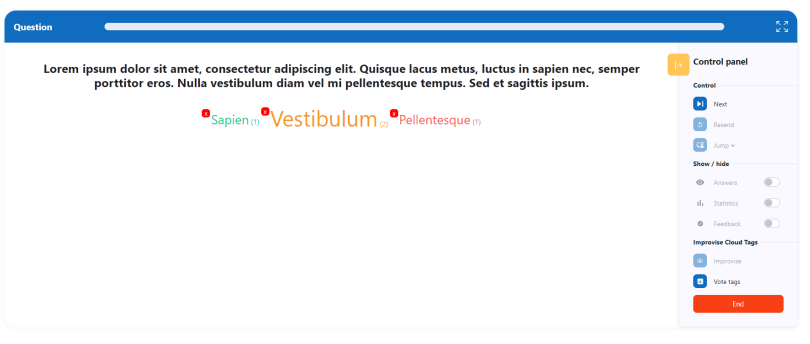 Question
Lorem ipsum dolor sit amet, consectetur adipiscing elit. Quisque lacus metus, luctus in sapien nec, semper
porttitor eros. Nulla vestibulum diam vel mi pellentesque tempus. Sed et sagittis ipsum.
x Sapien (1) x Vestibulum (2) x Pellentesque (1)
Control panel
Control
Next
Resend
Jump
Show / hide
Answers
Statistics
Feedback
Improvise Cloud Tags
Improvise
Vote tags
End